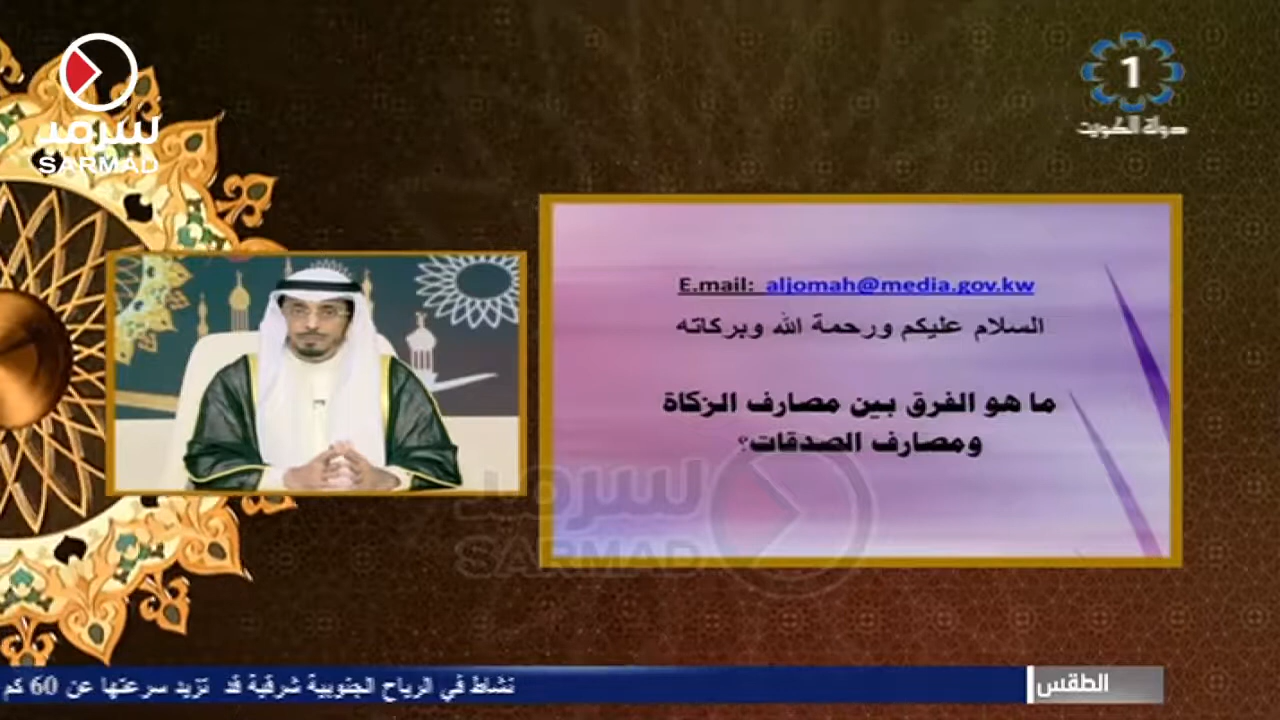 سرمد
SARMAD
1
دولة الكويت
E.mail: aljomah@media.gov.kw
السلام عليكم ورحمة الله وبركاته
ما هو الفرق بين مصارف الزكاة
ومصارف الصدقات؟
سرمد
SARMAD
الطقس
نشاط في الرياح الجنوبية شرقية قد تزيد سرعتها عن 60 كم